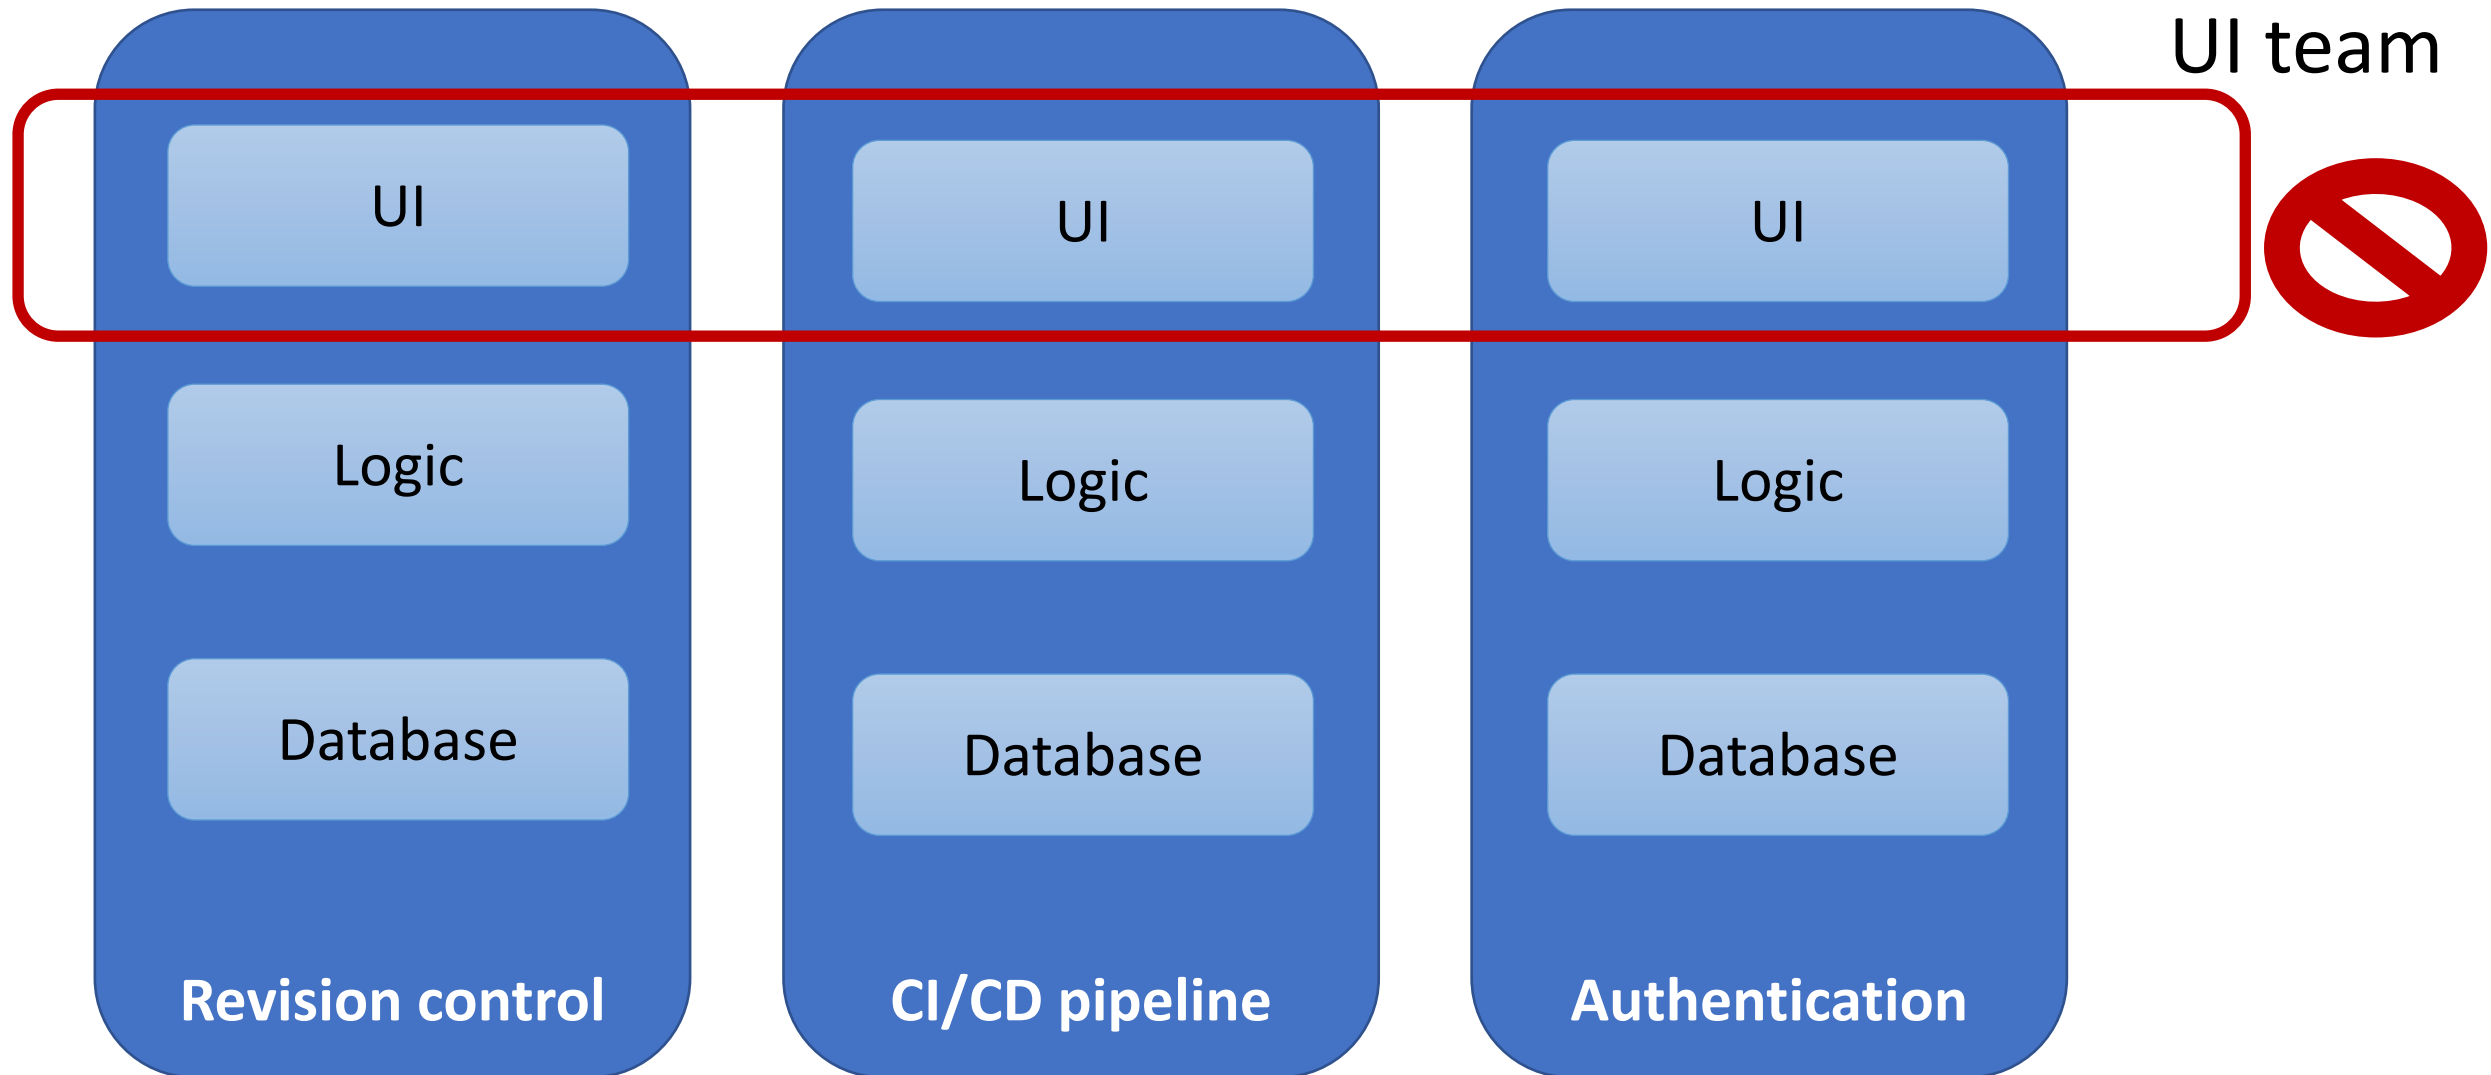 UI team
UI
UI
UI
Logic
Logic
Logic
Database
Database
Database
Revision control
CI/CD pipeline
Authentication